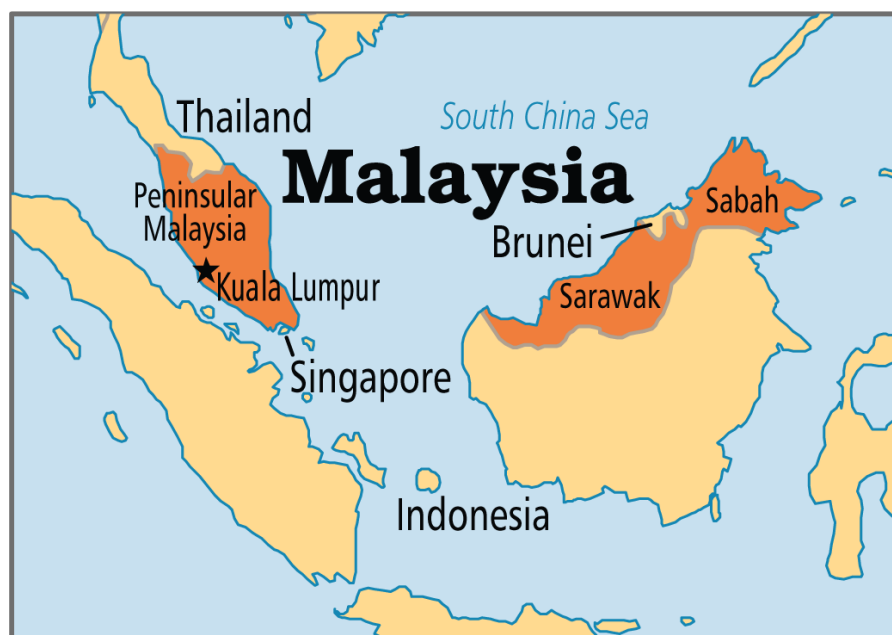 Thailand
South China Sea
Malaysia
Peninsular
Malaysia
Sabah
Brunei
Kuala Lumpur
Sarawak
Singapore
Indonesia